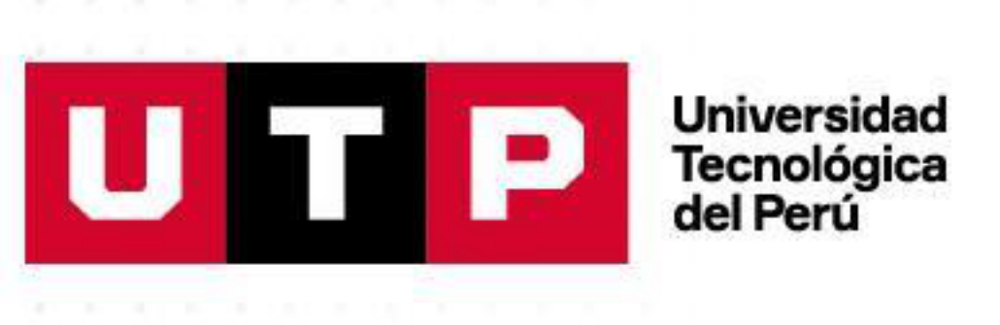 UTP
Universidad
Tecnológica
del Perú